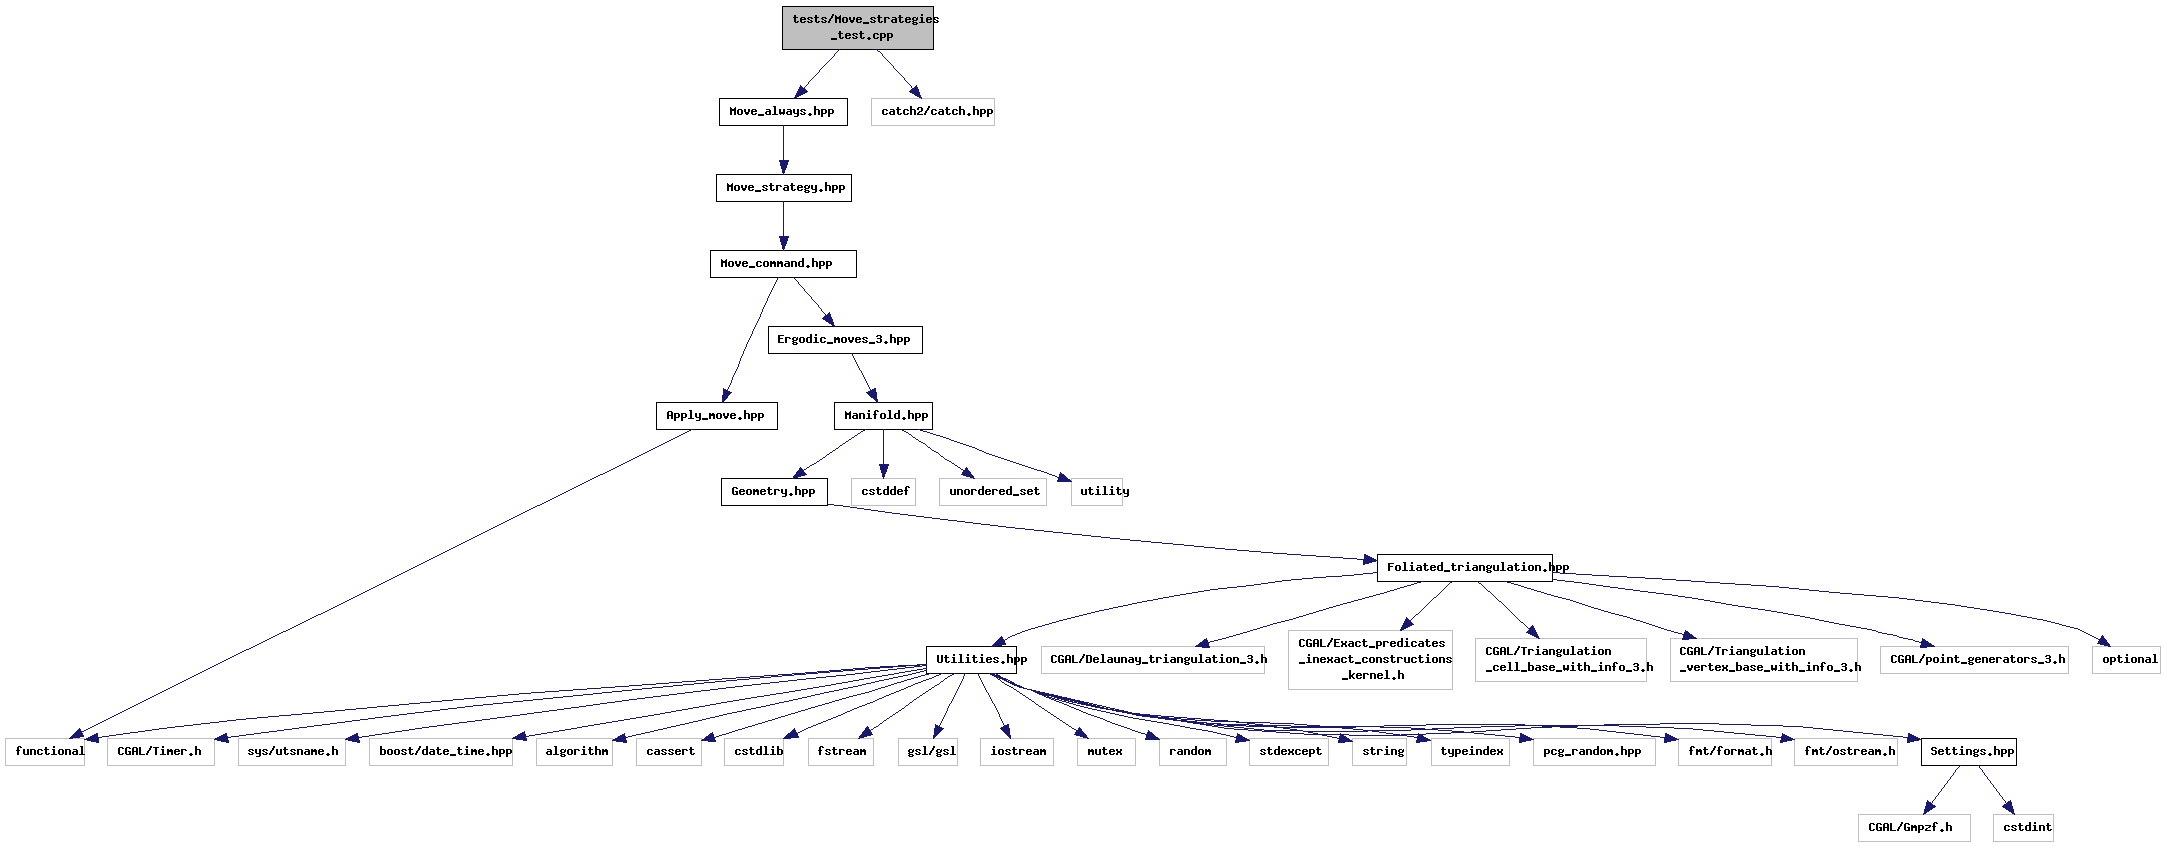 tests/Move_strategies
_test.cpp
Move_always.hpp
catch2/catch.hpp
Move_strategy.hpp
Move_command.hpp
Ergodic_moves_3.hpp
Apply_move.hpp
Manifold.hpp
Geometry.hpp
cstddef
unordered_set
utility
Foliated_triangulation.hpp
Utilities.hpp
CGAL/Delaunay_triangulation_3.h
CGAL/Exact_predicates
_inexact_constructions
_kernel.h
CGAL/Triangulation
_cell_base_with_info_3.h
CGAL/Triangulation
_vertex_base_with_info_3.h
CGAL/point_generators_3.h
optional
functional
CGAL/Timer.h
sys/utsname.h
boost/date_time.hpp
algorithm
cassert
cstdlib
fstream
gsl/gsl
iostream
mutex
random
stdexcept
string
typeindex
pcg_random.hpp
fmt/format.h
fmt/ostream.h
Settings.hpp
CGAL/Gmpzf.h
cstdint